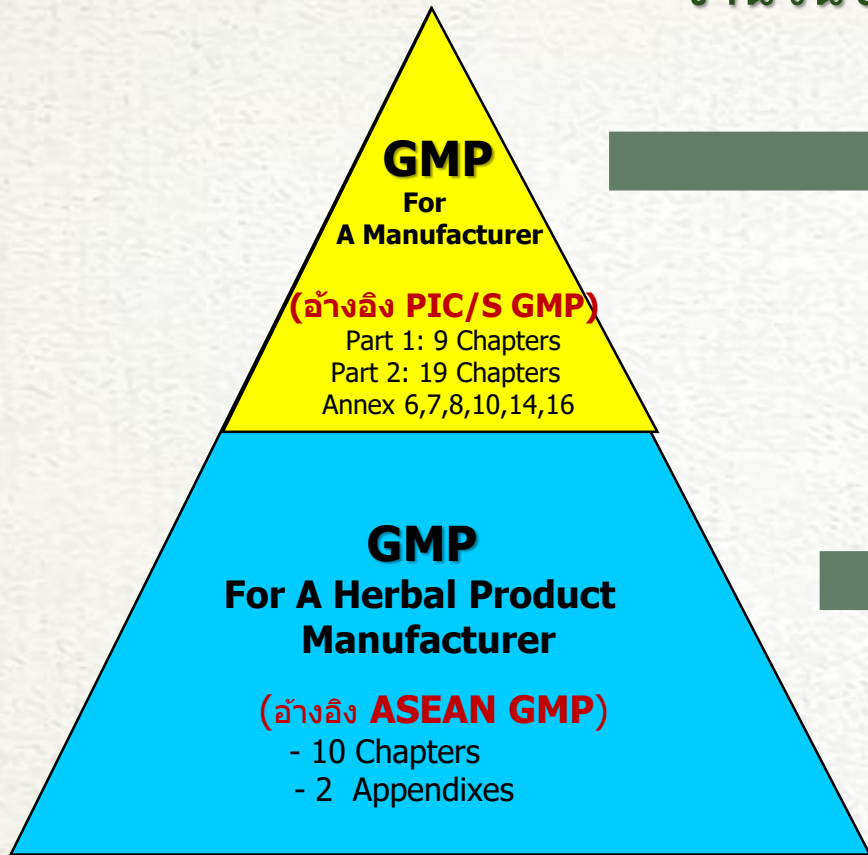 GMP
For
A Manufacturer
(อ้างอิง PIC/S GMP)
Part 1: 9 Chapters
Part 2: 19 Chapters
Annex 6,7,8,10,14,16
GMP
For A Herbal Product
Manufacturer
(อ้างอิง ASEAN GMP)
- 10 Chapters
- 2 Appendixes